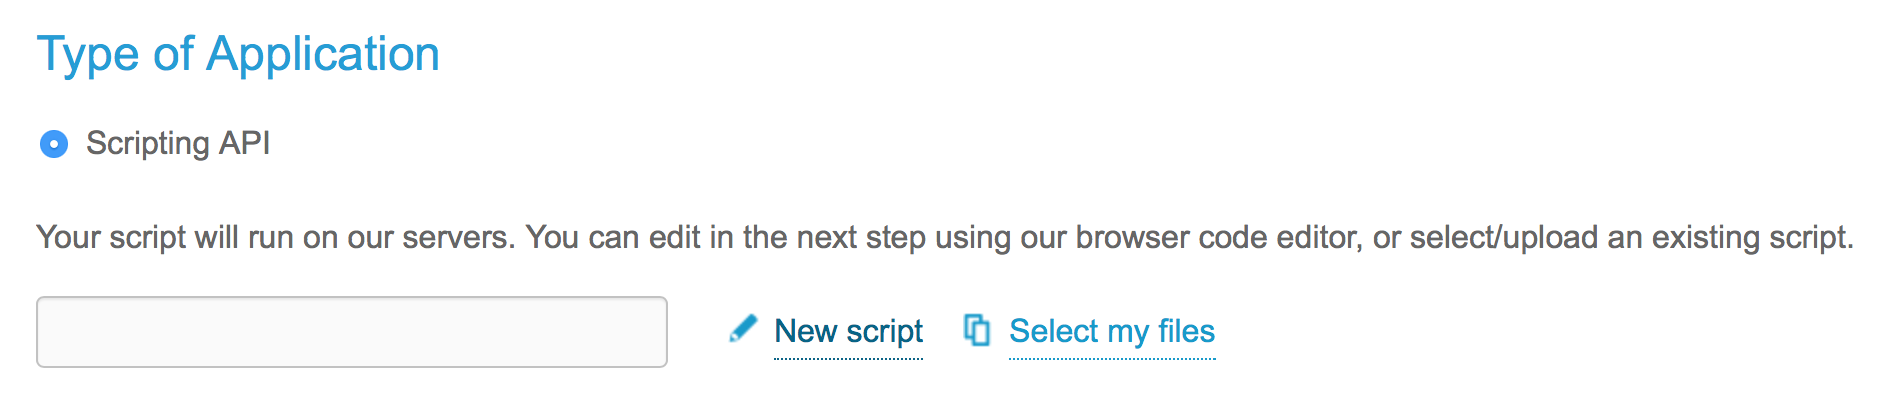 Type of Application
Scripting API
Your script will run on our servers. You can edit in the next step using our browser code editor, or select/upload an existing script.
New script Select my files